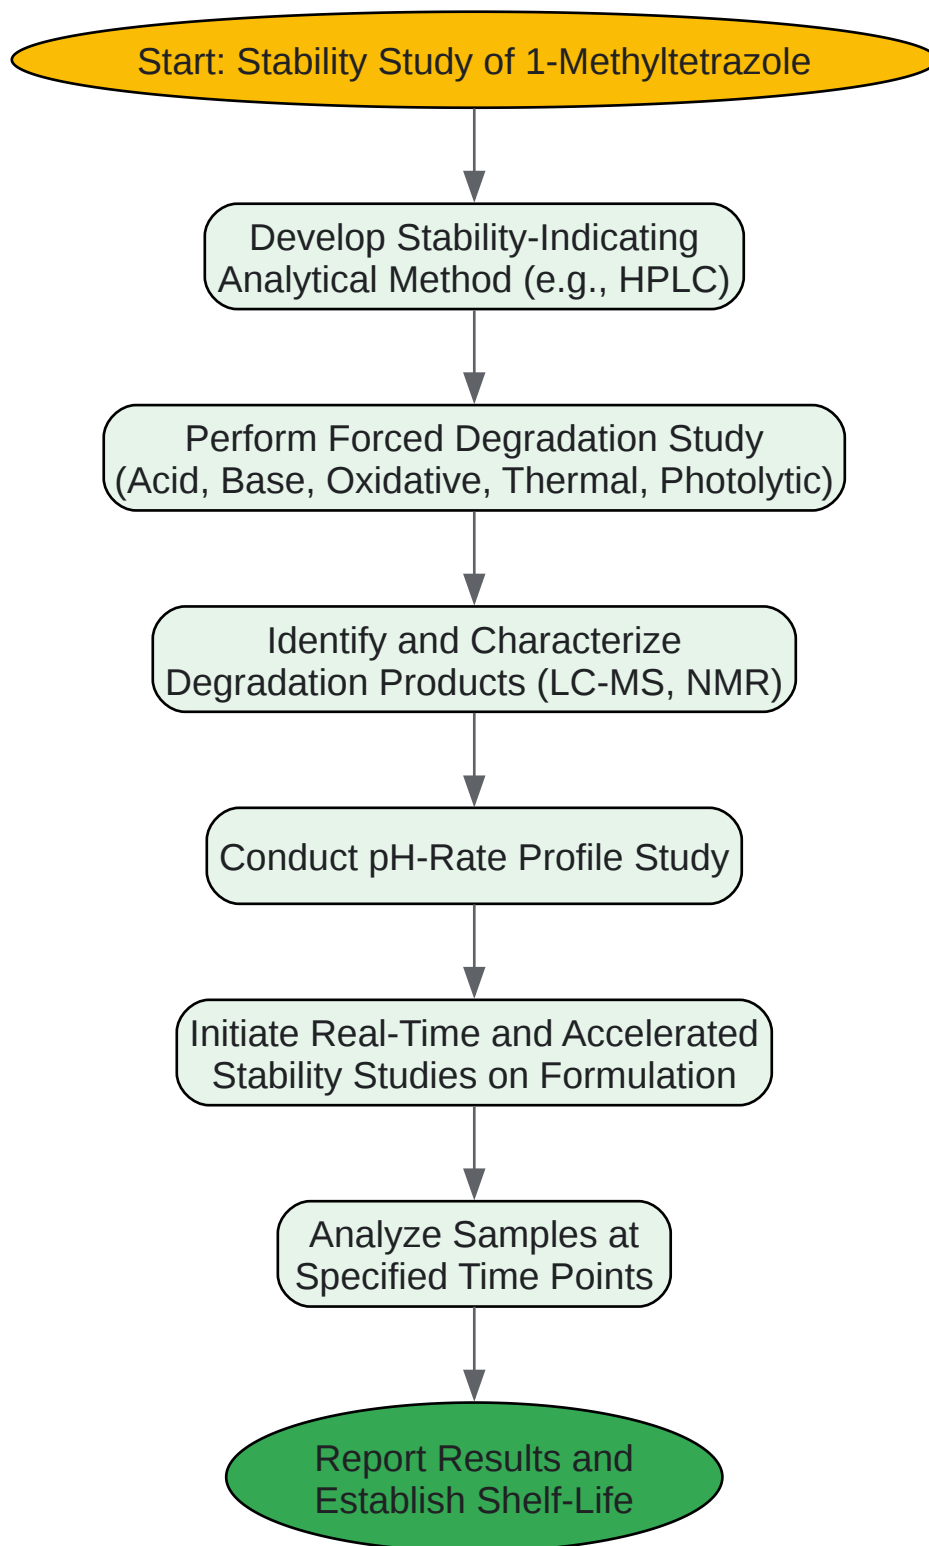 Start: Stability Study of 1-Methyltetrazole
Develop Stability-Indicating
Analytical Method (e.g., HPLC)
Perform Forced Degradation Study
(Acid, Base, Oxidative, Thermal, Photolytic)
Identify and Characterize
Degradation Products (LC-MS, NMR)
Conduct pH-Rate Profile Study
Initiate Real-Time and Accelerated
Stability Studies on Formulation
Analyze Samples at
Specified Time Points
Report Results and
Establish Shelf-Life